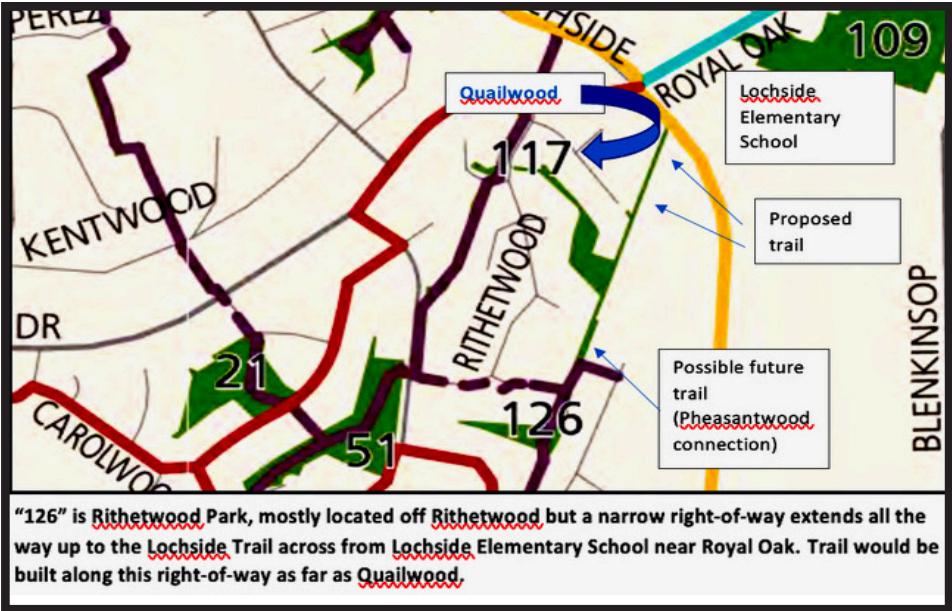 PEREZ
CHSIDE
ROYAL OAK
109
Quailwood
Lochside
Elementary
School
117
Proposed
trail
KENTWOOD
RITHETWOOD
BLENKINSOP
DR
21
Possible future
trail
(Pheasantwood
connection)
126
51
CAROLWOO
“126” is Rithetwood Park, mostly located off Rithetwood but a narrow right-of-way extends all the
way up to the Lochside Trail across from Lochside Elementary School near Royal Oak. Trail would be
built along this right-of-way as far as Quailwood.